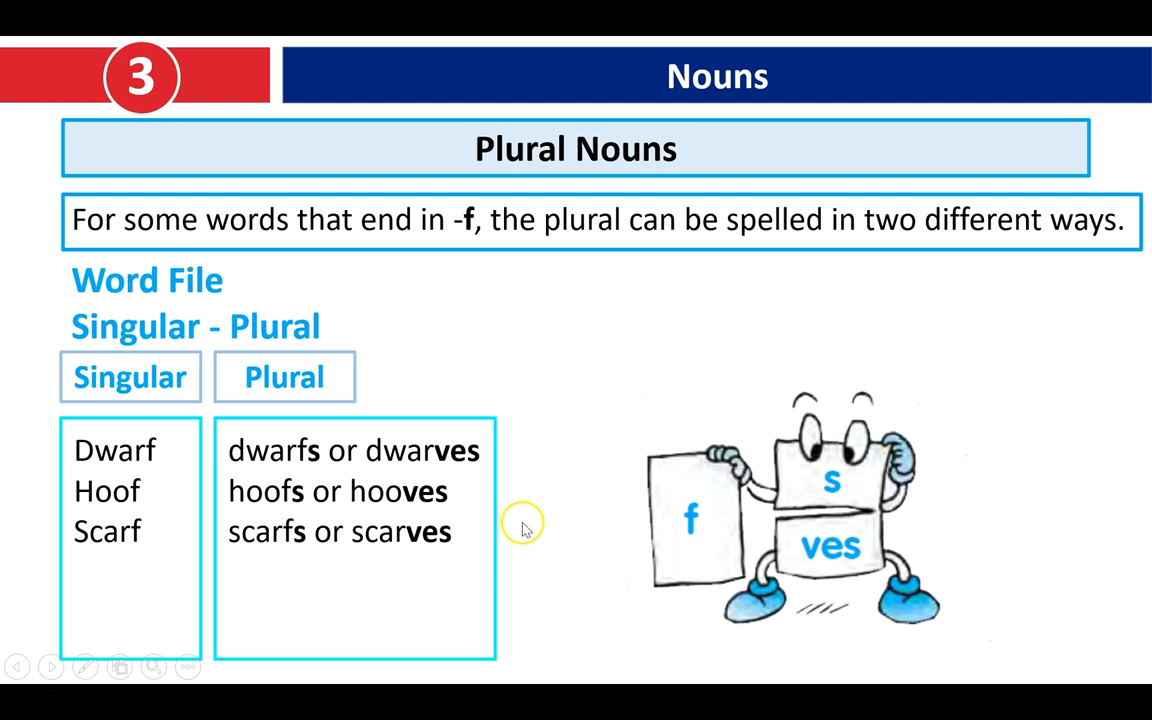 3
Nouns
Plural Nouns
For some words that end in -f, the plural can be spelled in two different ways.
Word File
Singular - Plural
Singular
Plural
Dwarf
Hoof
Scarf
dwarfs or dwarves
hoofs or hooves
scarfs or scarves
f
s
ves